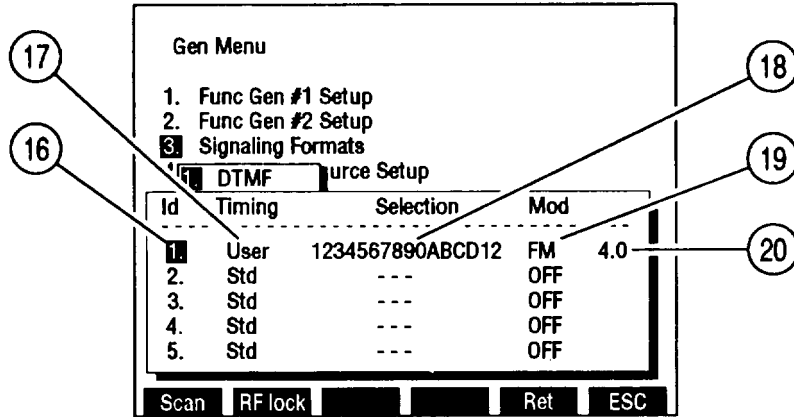 Gen Menu
1. Func Gen #1 Setup
2. Func Gen #2 Setup
3. Signaling Formats
1. DTMF urce Setup
Id Timing Selection Mod
1. User 1234567890ABCD12 FM 4.0
2. Std - - - OFF
3. Std - - - OFF
4. Std - - - OFF
5. Std - - - OFF
Scan RF lock Ret ESC
16
17
18
19
20